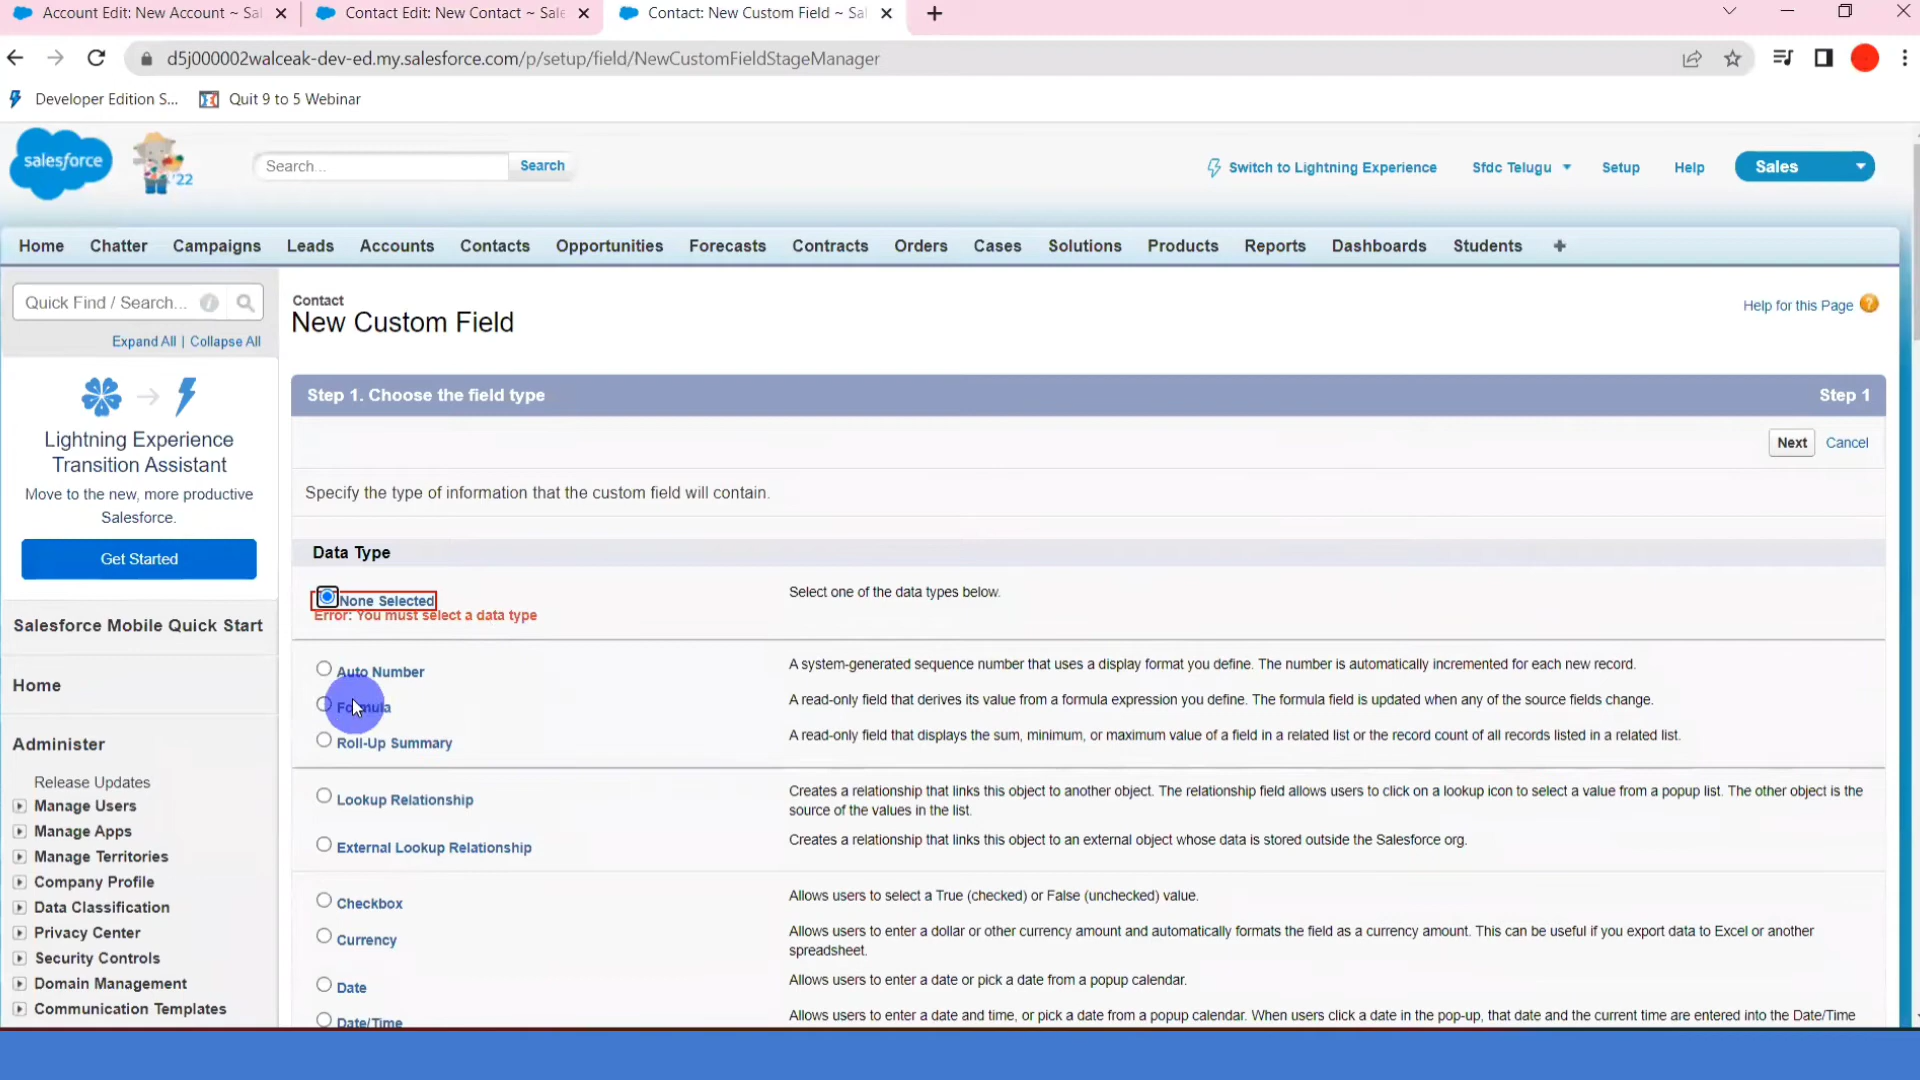 Account Edit: New Account ~ Sal
Contact Edit: New Contact ~ Sale
Contact: New Custom Field ~ Sal
d5j000002walceak-dev-ed.my.salesforce.com/p/setup/field/NewCustomFieldStageManager
Developer Edition S...
Quit 9 to 5 Webinar
salesforce
'22
Search...
Search
Switch to Lightning Experience
Sfdc Telugu
Setup
Help
Sales
Home
Chatter
Campaigns
Leads
Accounts
Contacts
Opportunities
Forecasts
Contracts
Orders
Cases
Solutions
Products
Reports
Dashboards
Students
Quick Find / Search...
Expand All | Collapse All
Lightning Experience
Transition Assistant
Move to the new, more productive
Salesforce.
Get Started
Salesforce Mobile Quick Start
Home
Administer
Release Updates
Manage Users
Manage Apps
Manage Territories
Company Profile
Data Classification
Privacy Center
Security Controls
Domain Management
Communication Templates
Contact
New Custom Field
Help for this Page
Step 1. Choose the field type
Step 1
Next
Cancel
Specify the type of information that the custom field will contain.
Data Type
None Selected
Select one of the data types below.
Error: You must select a data type
Auto Number
A system-generated sequence number that uses a display format you define. The number is automatically incremented for each new record.
Formula
A read-only field that derives its value from a formula expression you define. The formula field is updated when any of the source fields change.
Roll-Up Summary
A read-only field that displays the sum, minimum, or maximum value of a field in a related list or the record count of all records listed in a related list.
Lookup Relationship
Creates a relationship that links this object to another object. The relationship field allows users to click on a lookup icon to select a value from a popup list. The other object is the
source of the values in the list.
External Lookup Relationship
Creates a relationship that links this object to an external object whose data is stored outside the Salesforce org.
Checkbox
Allows users to select a True (checked) or False (unchecked) value.
Currency
Allows users to enter a dollar or other currency amount and automatically formats the field as a currency amount. This can be useful if you export data to Excel or another
spreadsheet.
Date
Allows users to enter a date or pick a date from a popup calendar.
Date/Time
Allows users to enter a date and time, or pick a date from a popup calendar. When users click a date in the pop-up, that date and the current time are entered into the Date/Time